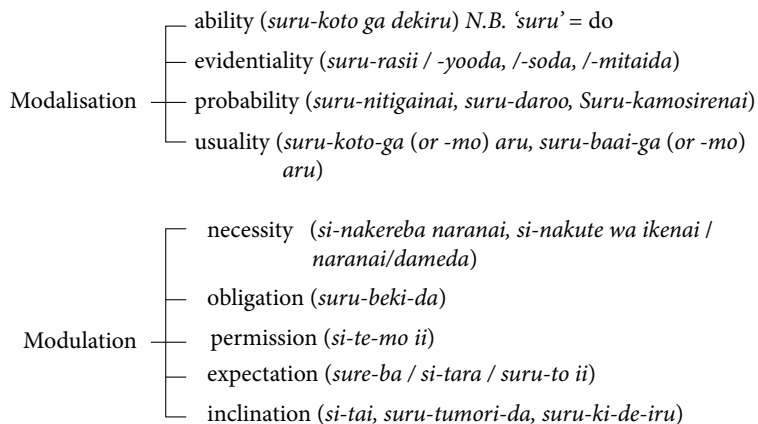 ability (suru-koto ga dekiru) N.B. ‘suru’ = do
evidentiality (suru-rasii / -yooda, /-soda, /-mitaida)
Modalisation
probability (suru-nitigainai, suru-daroo, Suru-kamosirenai)
usuality (suru-koto-ga (or -mo) aru, suru-baai-ga (or -mo)
aru)
necessity (si-nakereba naranai, si-nakute wa ikenai /
naranai/dameda)
obligation (suru-beki-da)
Modulation
permission (si-te-mo ii)
expectation (sure-ba / si-tara / suru-to ii)
inclination (si-tai, suru-tumori-da, suru-ki-de-iru)